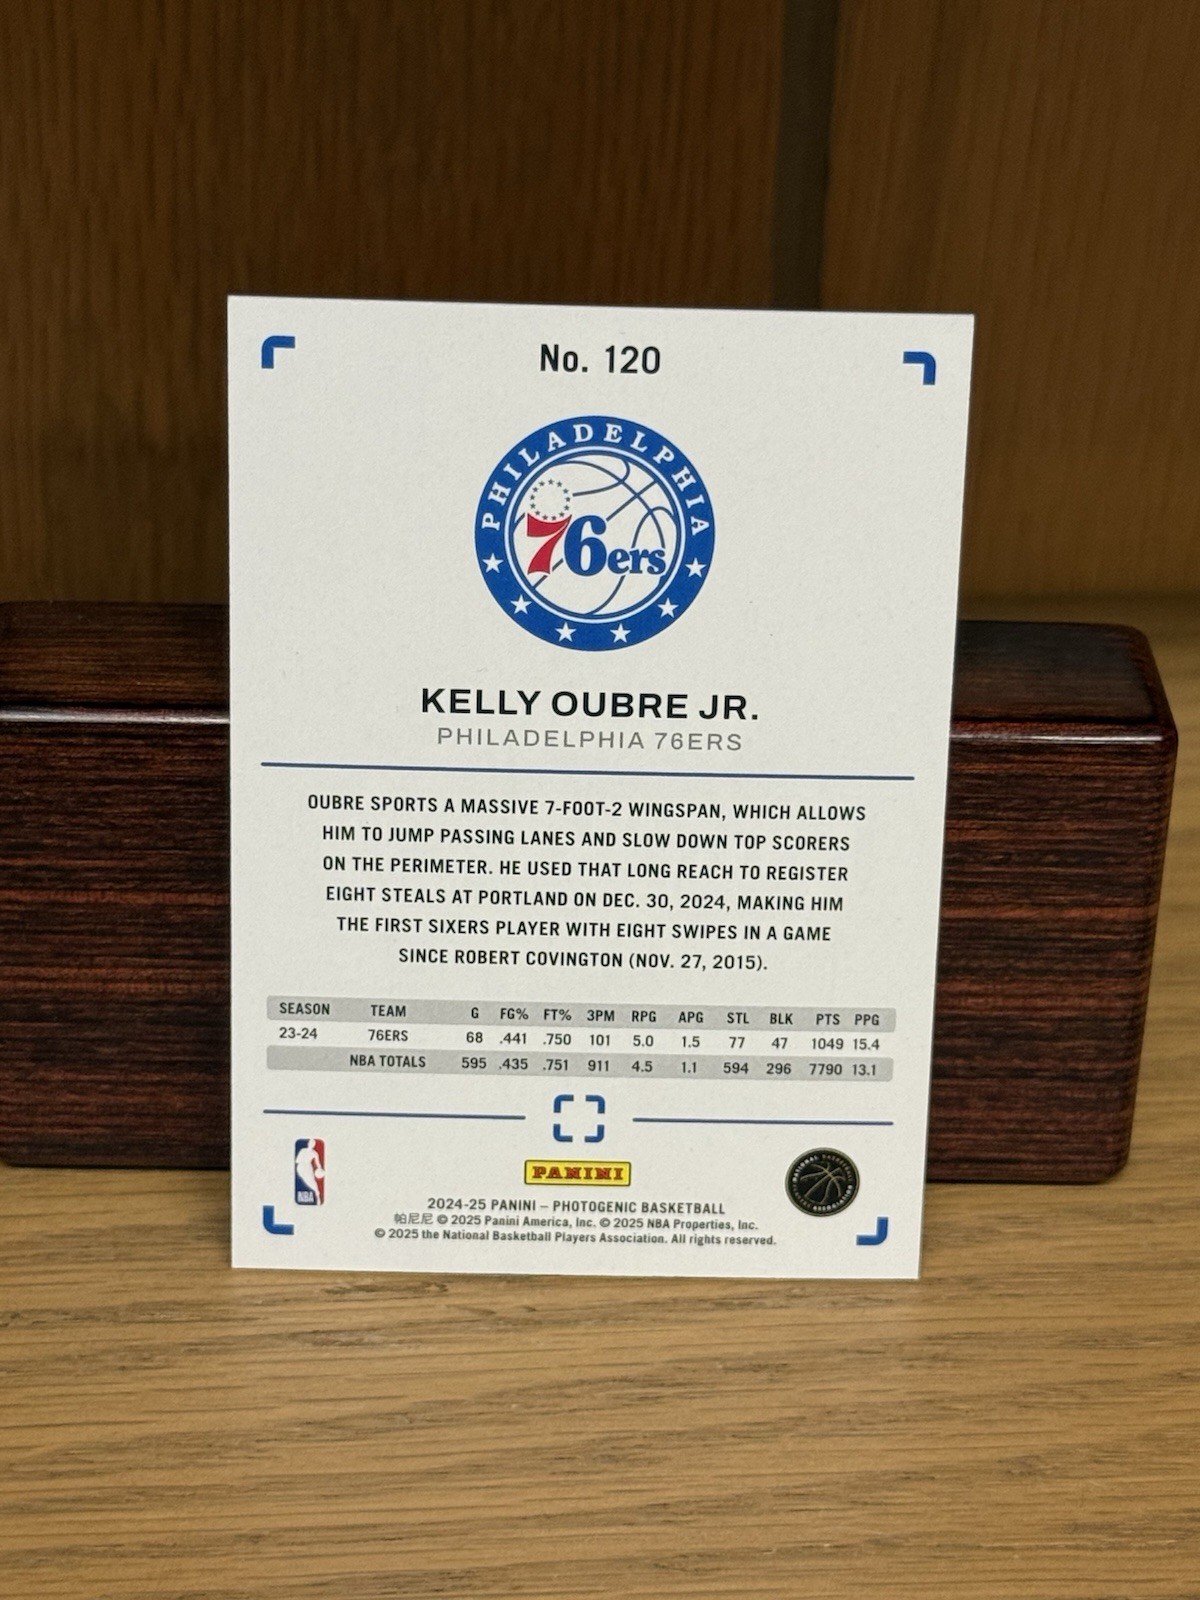 No. 120
PHILADELPHIA
76ers
KELLY OUBRE JR.
PHILADELPHIA 76ERS
OUBRE SPORTS A MASSIVE 7-FOOT-2 WINGSPAN, WHICH ALLOWS
HIM TO JUMP PASSING LANES AND SLOW DOWN TOP SCORERS
ON THE PERIMETER. HE USED THAT LONG REACH TO REGISTER
EIGHT STEALS AT PORTLAND ON DEC. 30, 2024, MAKING HIM
THE FIRST SIXERS PLAYER WITH EIGHT SWIPES IN A GAME
SINCE ROBERT COVINGTON (NOV. 27, 2015).
SEASON TEAM G FG% FT% 3PM RPG APG STL BLK PTS PPG
23-24 76ERS 68 .441 .750 101 5.0 1.5 77 47 1049 15.4
NBA TOTALS 595 .435 .751 911 4.5 1.1 594 296 7790 13.1
NBA
PANINI
NATIONAL BASKETBALL PLAYERS ASSOCIATION
2024-25 PANINI – PHOTOGENIC BASKETBALL
帕尼尼 © 2025 Panini America, Inc. © 2025 NBA Properties, Inc.
© 2025 the National Basketball Players Association. All rights reserved.